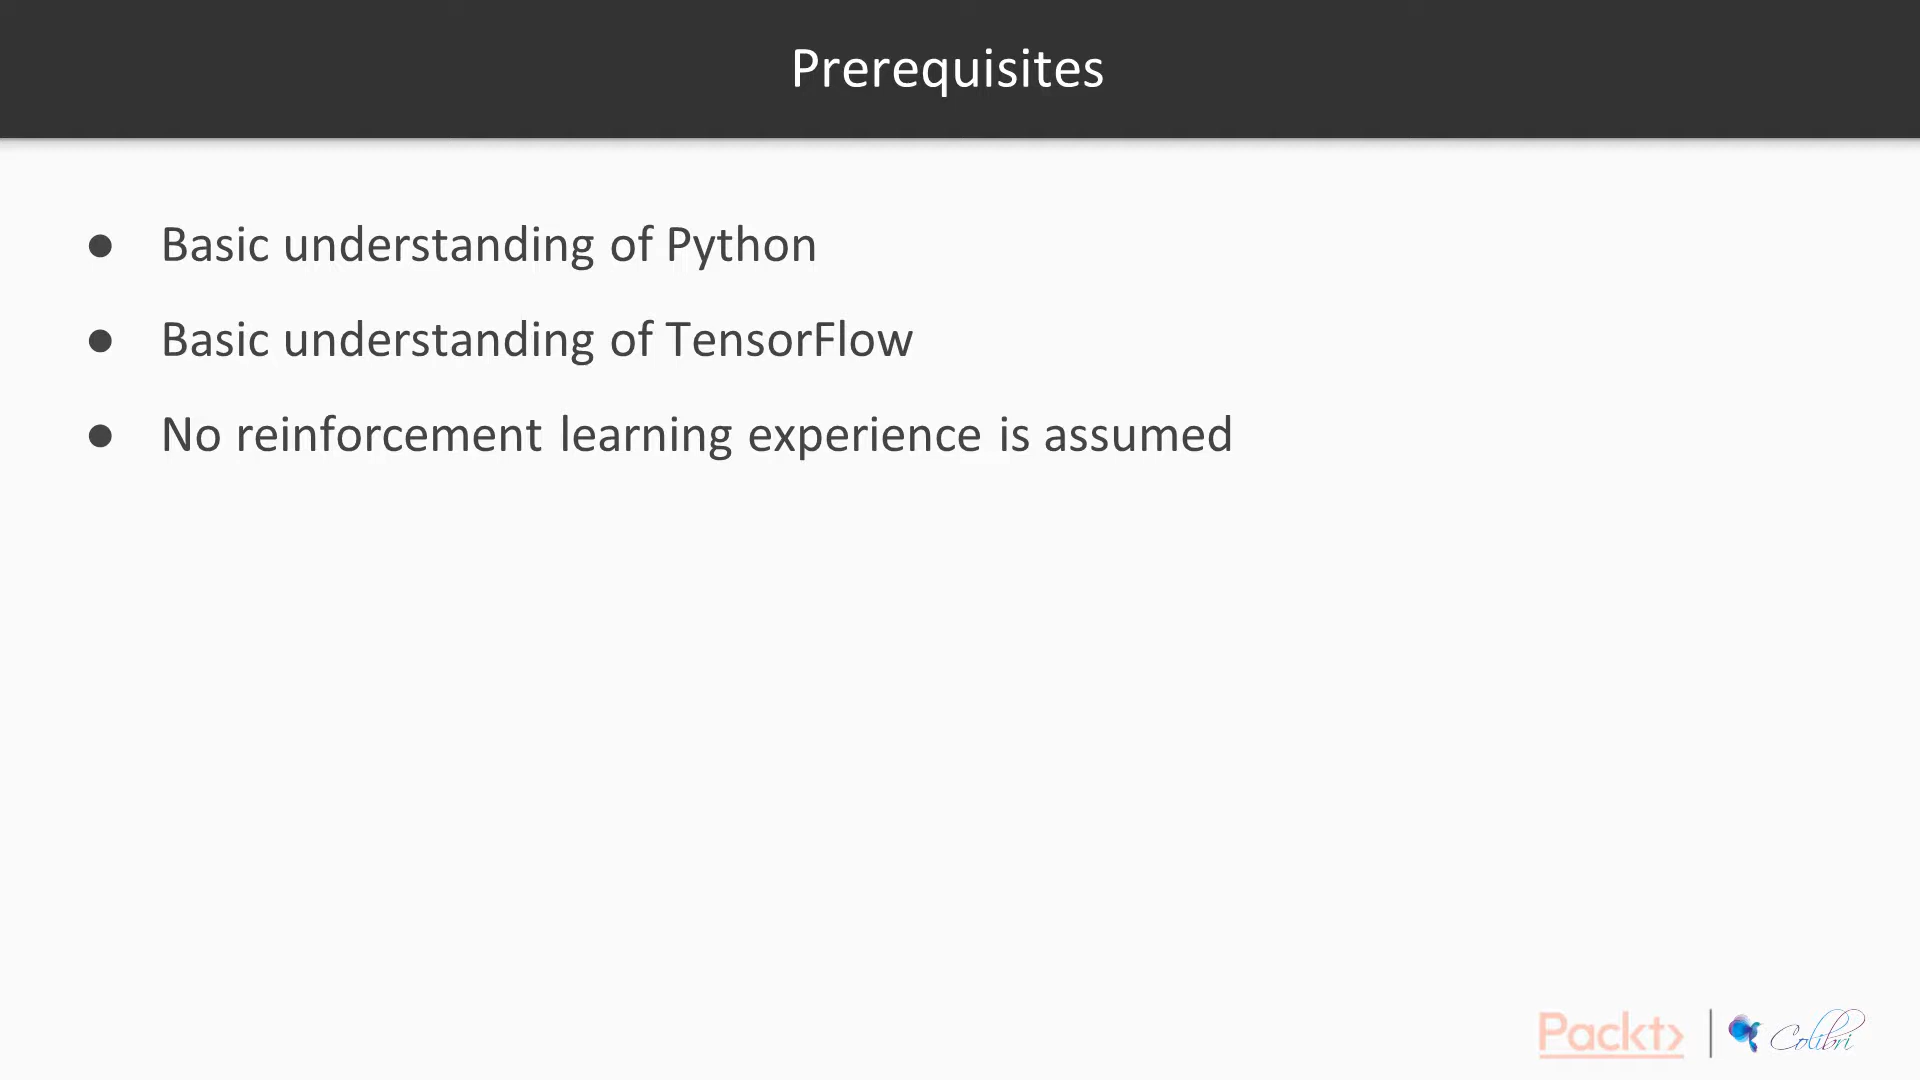 Prerequisites
● Basic understanding of Python
● Basic understanding of TensorFlow
● No reinforcement learning experience is assumed
Packt> | Colibri